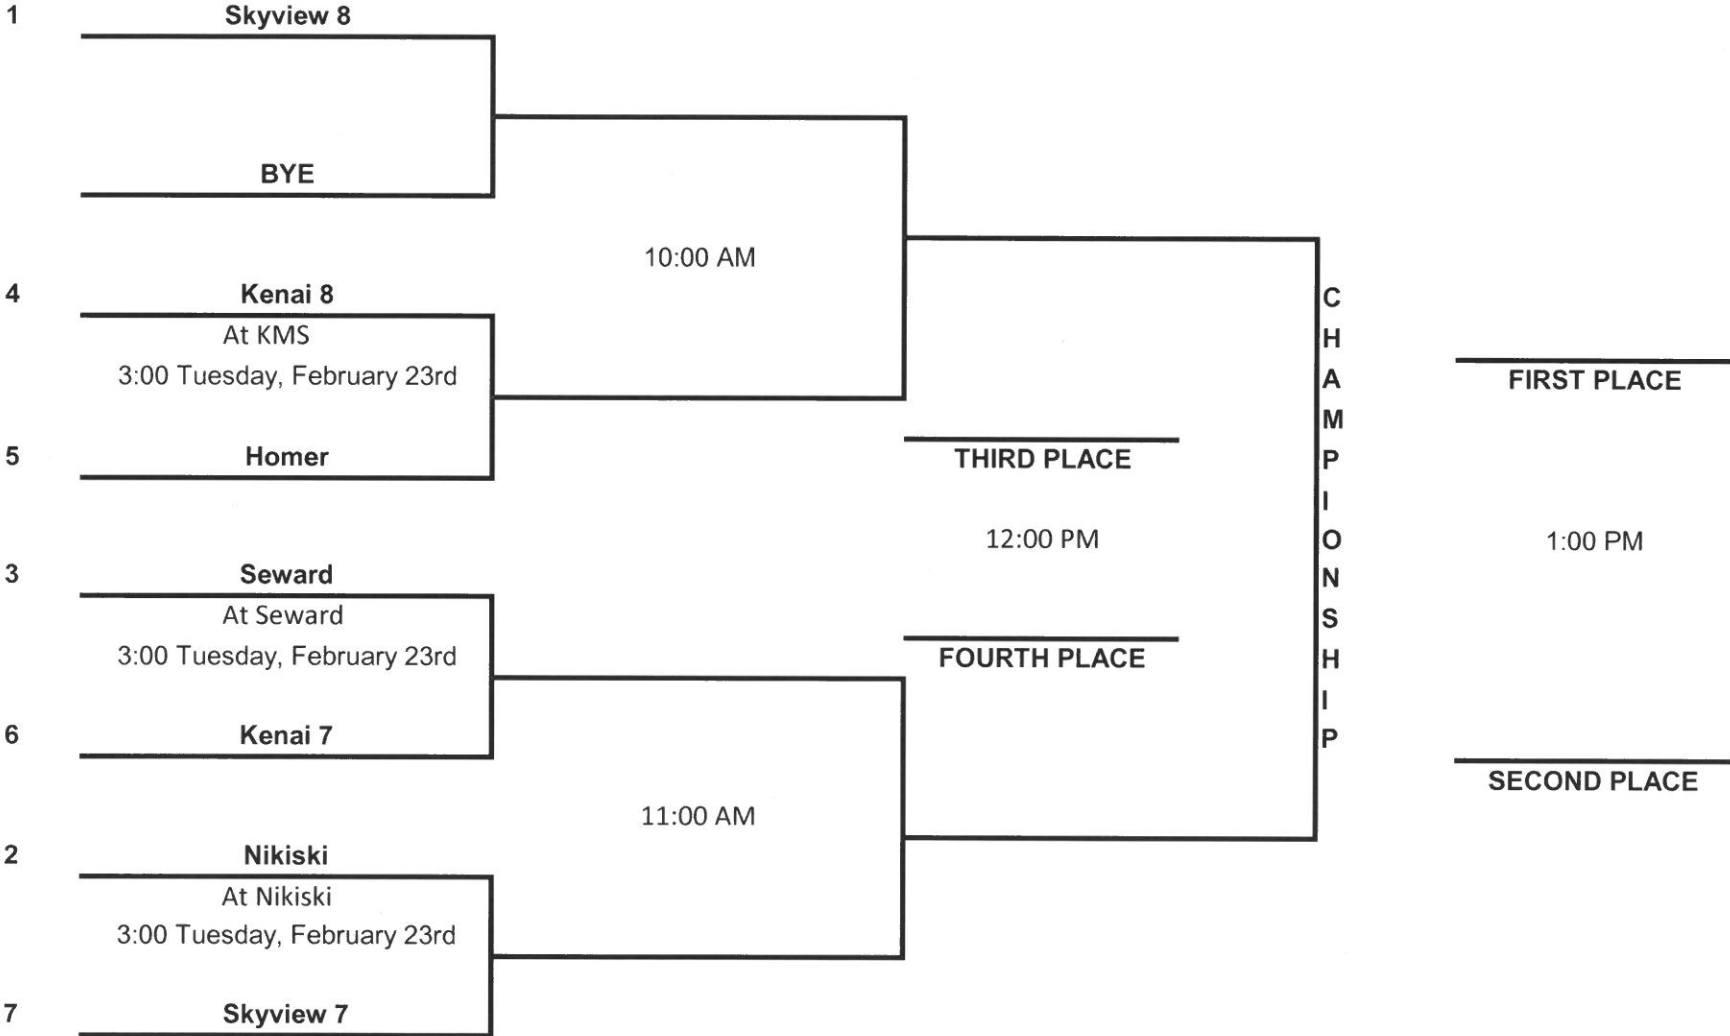 1 Skyview 8
BYE
10:00 AM
4 Kenai 8
At KMS
3:00 Tuesday, February 23rd
5 Homer
3 Seward
At Seward
3:00 Tuesday, February 23rd
6 Kenai 7
11:00 AM
2 Nikiski
At Nikiski
3:00 Tuesday, February 23rd
7 Skyview 7
THIRD PLACE
12:00 PM
FOURTH PLACE
CHAMPIONSHIP
FIRST PLACE
1:00 PM
SECOND PLACE